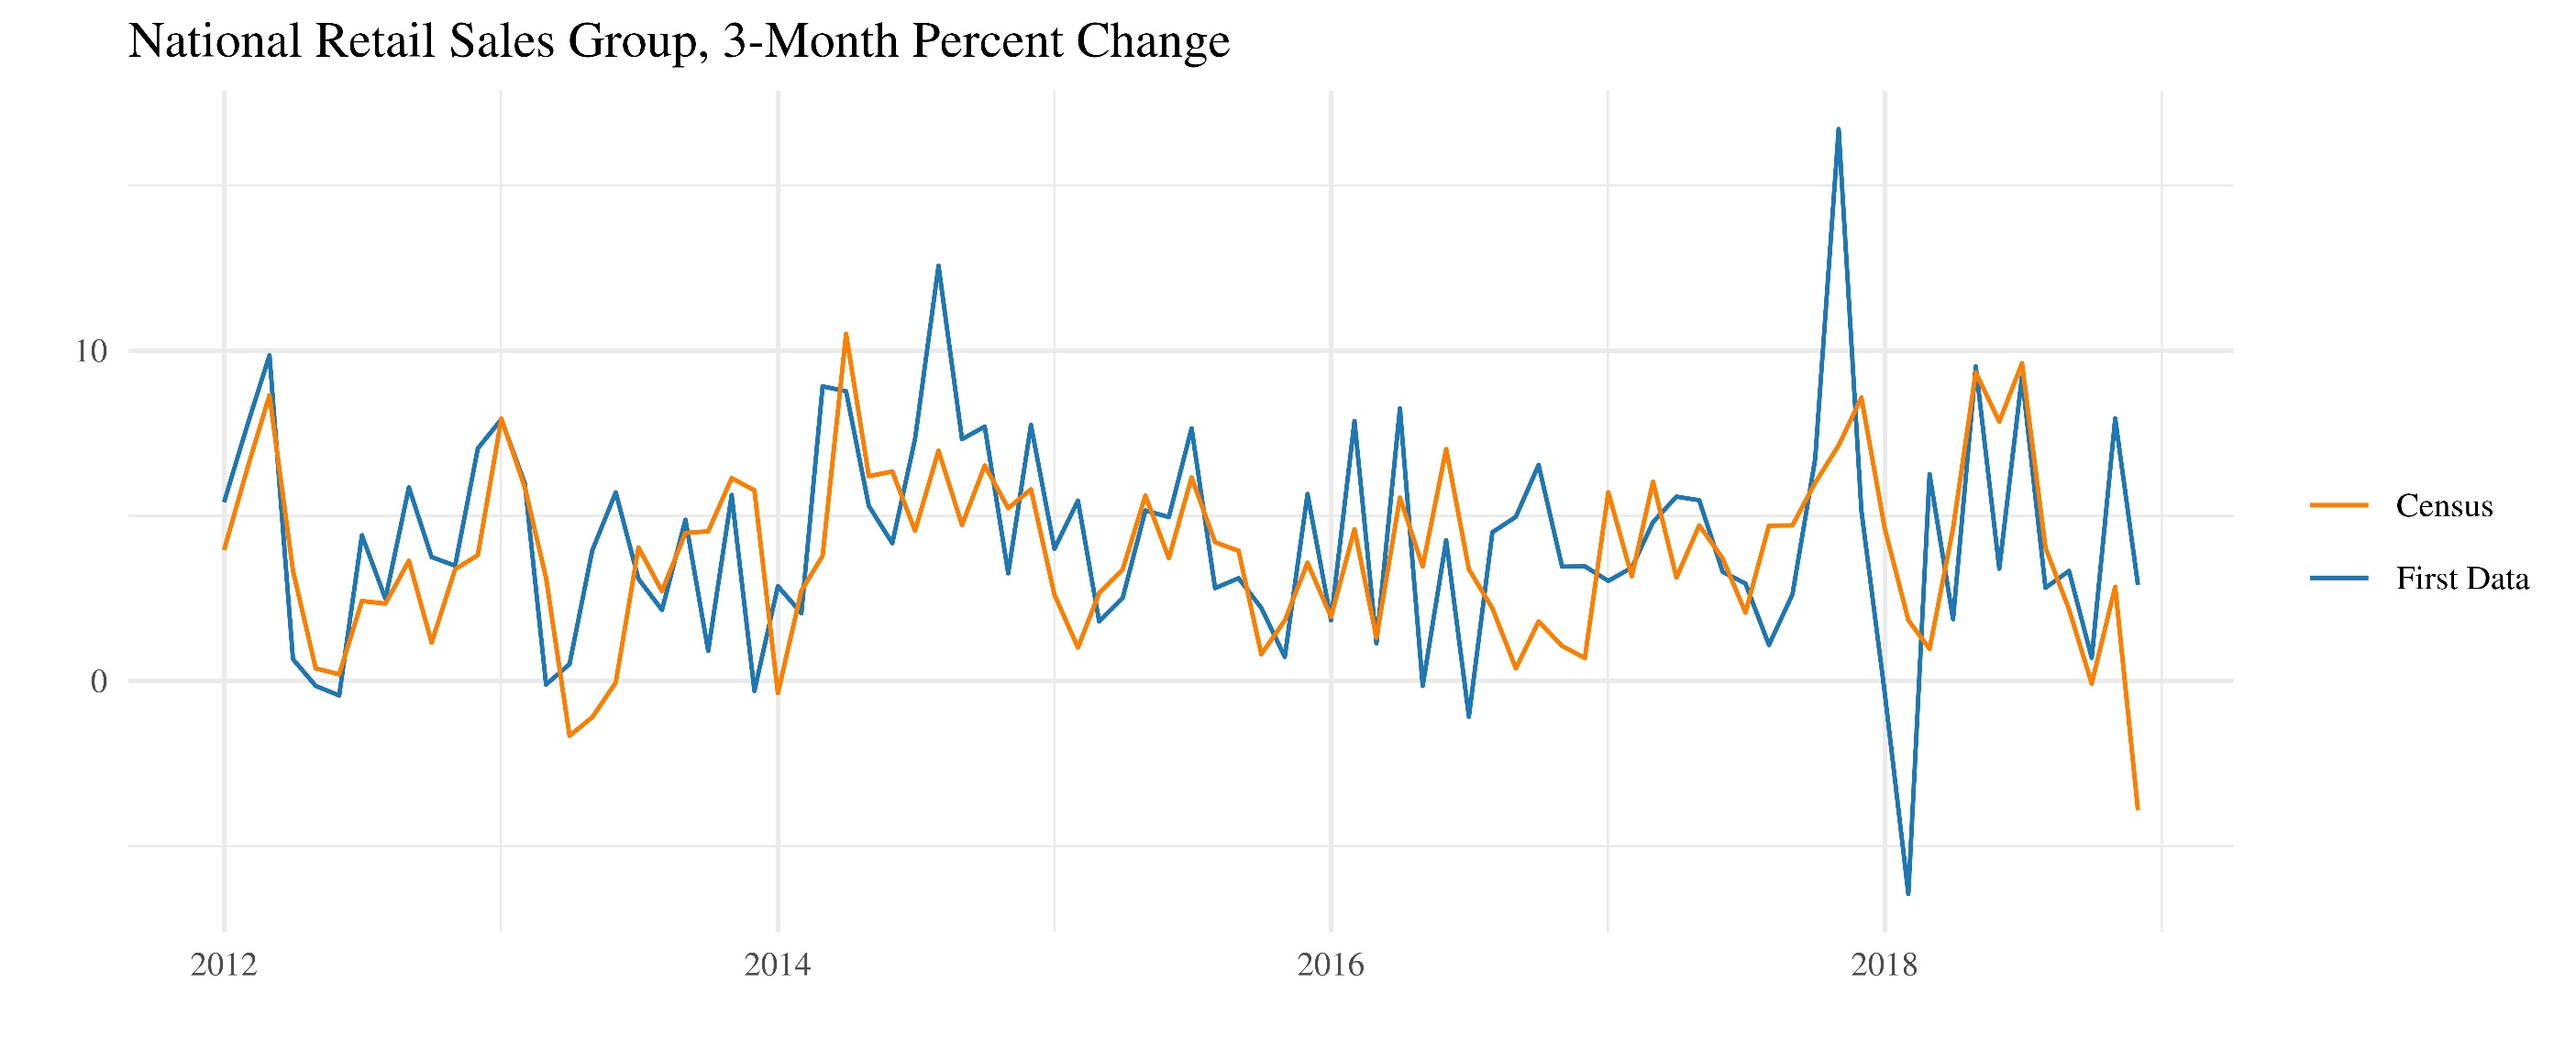 National Retail Sales Group, 3-Month Percent Change
10
0
2012
2014
2016
2018
Census
First Data